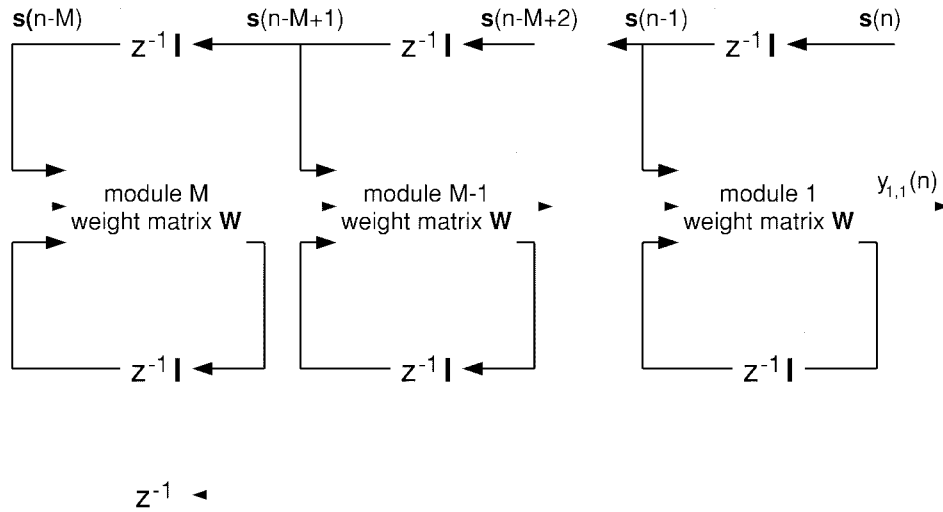 s(n-M) s(n-M+1) s(n-M+2) s(n-1) s(n)
z⁻¹ I z⁻¹ I z⁻¹ I
module M module M-1 module 1 y₁,₁(n)
weight matrix W weight matrix W weight matrix W
z⁻¹ I z⁻¹ I z⁻¹ I
z⁻¹